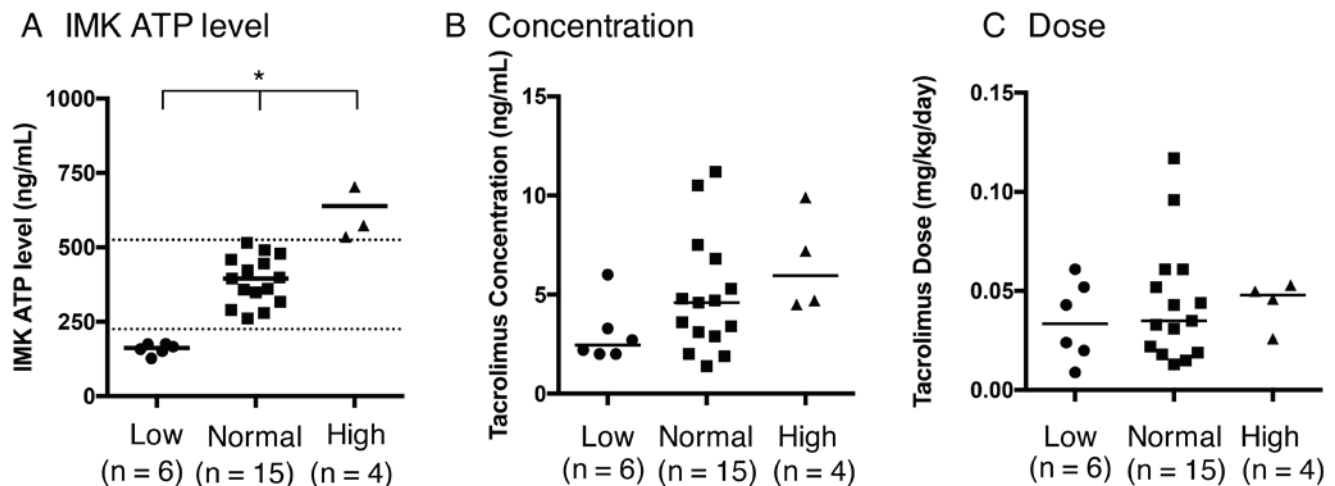 A IMK ATP level
*
IMK ATP level (ng/mL)
1000
750
500
250
0
Low Normal High
(n = 6) (n = 15) (n = 4)
B Concentration
Tacrolimus Concentration (ng/mL)
15
10
5
0
Low Normal High
(n = 6) (n = 15) (n = 4)
C Dose
Tacrolimus Dose (mg/kg/day)
0.15
0.10
0.05
0.00
Low Normal High
(n = 6) (n = 15) (n = 4)